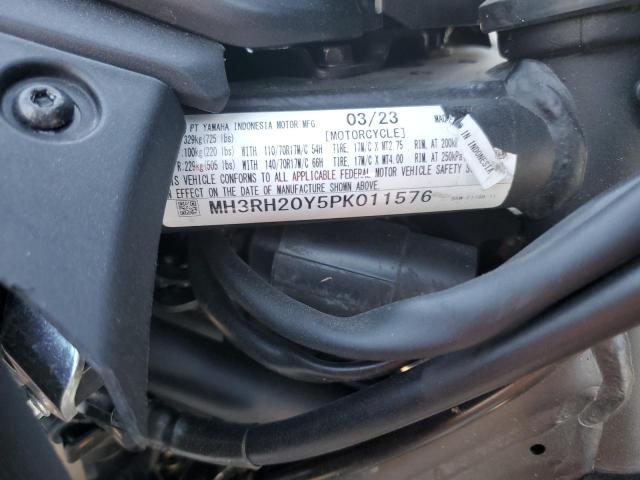 PT YAMAHA INDONESIA MOTOR MFG. 03/23
329kg(725 lbs) [MOTORCYCLE]
100kg(220 lbs) WITH 110/70R17M/C 54H TIRE, 17M/C X MT2.75 RIM, AT 200k
R.229kg(505 lbs) WITH 140/70R17M/C 66H TIRE, 17M/C X MT4.00 RIM, AT 250kPa
IS VEHICLE CONFORMS TO ALL APPLICABLE FEDERAL MOTOR VEHICLE SAFETY
N EFFECT ON THE DATE OF MANUFACTURE SHOWN ABOVE.
MH3RH20Y5PK011576
IN INDONESIA